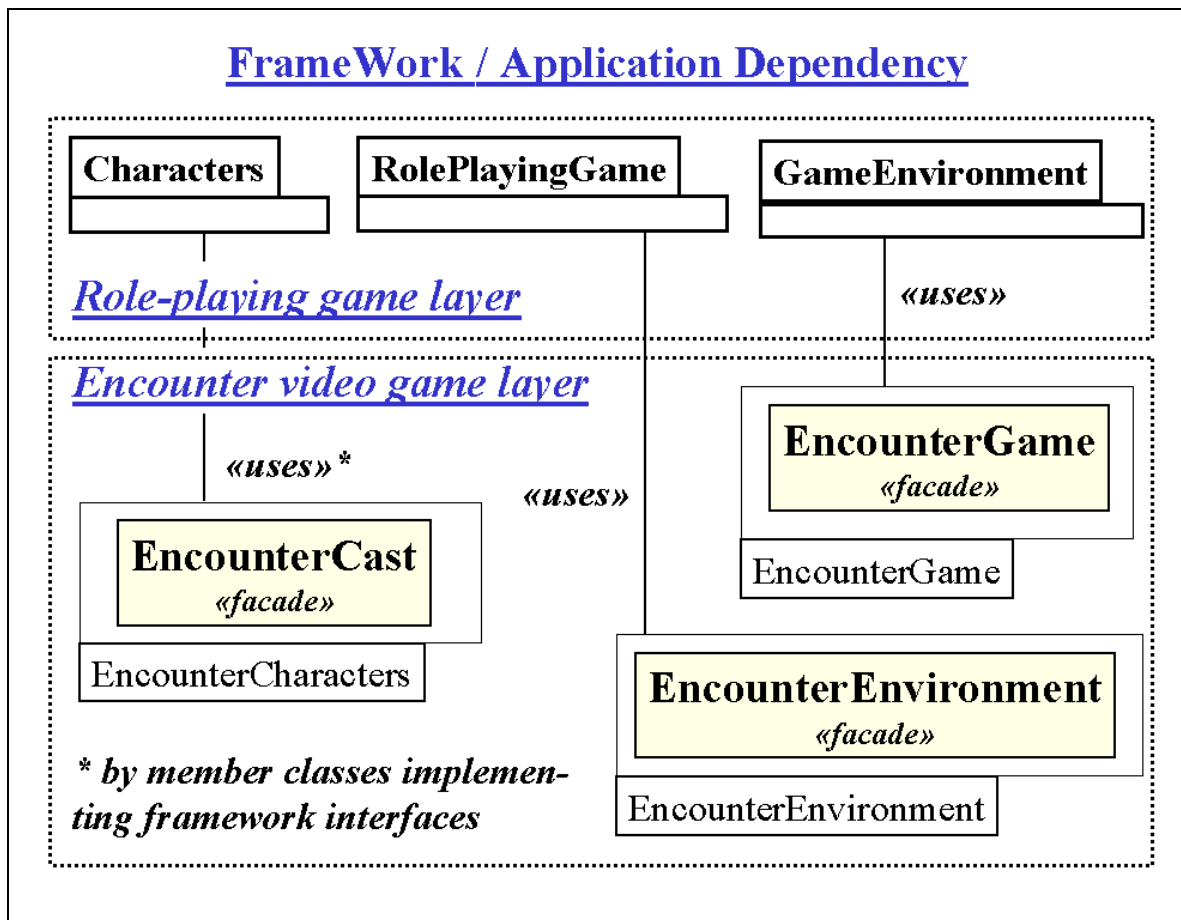 FrameWork / Application Dependency
Characters
RolePlayingGame
GameEnvironment
Role-playing game layer
«uses»
Encounter video game layer
EncounterGame
«facade»
EncounterGame
«uses»*
«uses»
EncounterCast
«facade»
EncounterCharacters
EncounterEnvironment
«facade»
EncounterEnvironment
* by member classes implemen-
ting framework interfaces